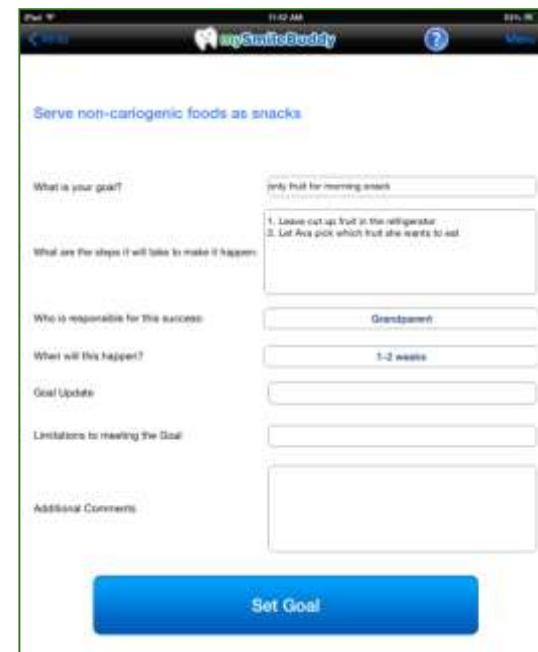 iPad 11:42 AM
mySmileBuddy ? Menu
Serve non-cariogenic foods as snacks
What is your goal? only fruit for morning snack
What are the steps it will take to make it happen: 1. Leave cut up fruit in the refrigerator
2. Let Ava pick which fruit she wants to eat
Who is responsible for this success: Grandparent
When will this happen? 1-2 weeks
Goal Update
Limitations to meeting the Goal
Additional Comments
Set Goal